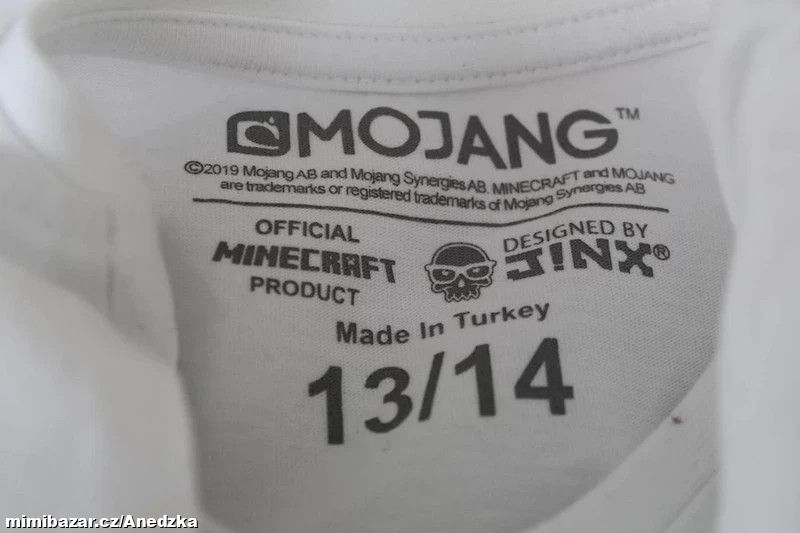 MOJANG™
©2019 Mojang AB and Mojang Synergies AB. MINECRAFT and MOJANG
are trademarks or registered trademarks of Mojang Synergies AB
OFFICIAL
MINECRAFT
PRODUCT
DESIGNED BY
J!NX®
Made In Turkey
13/14
mimibazar.cz/Anedzka